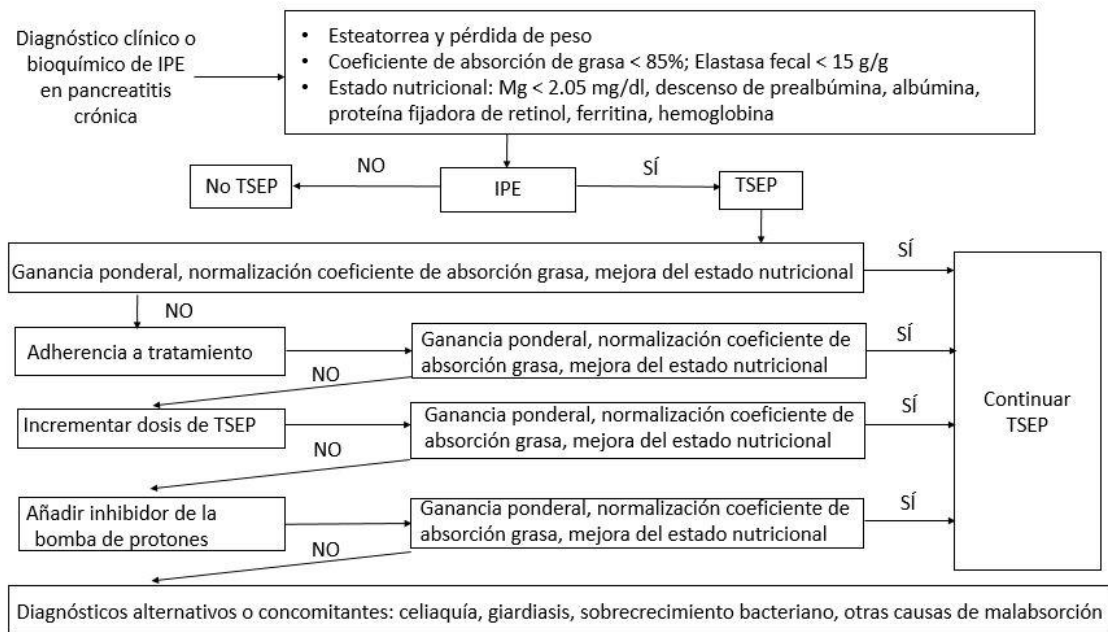 Diagnóstico clínico o
bioquímico de IPE
en pancreatitis
crónica
• Esteatorrea y pérdida de peso
• Coeficiente de absorción de grasa < 85%; Elastasa fecal < 15 g/g
• Estado nutricional: Mg < 2.05 mg/dl, descenso de prealbúmina, albúmina,
proteína fijadora de retinol, ferritina, hemoglobina
NO
SÍ
No TSEP
IPE
TSEP
Ganancia ponderal, normalización coeficiente de absorción grasa, mejora del estado nutricional
SÍ
NO
Adherencia a tratamiento
Ganancia ponderal, normalización coeficiente de
absorción grasa, mejora del estado nutricional
SÍ
NO
Incrementar dosis de TSEP
Ganancia ponderal, normalización coeficiente de
absorción grasa, mejora del estado nutricional
SÍ
NO
Añadir inhibidor de la
bomba de protones
Ganancia ponderal, normalización coeficiente de
absorción grasa, mejora del estado nutricional
SÍ
NO
Continuar
TSEP
Diagnósticos alternativos o concomitantes: celiaquía, giardiasis, sobrecrecimiento bacteriano, otras causas de malabsorción